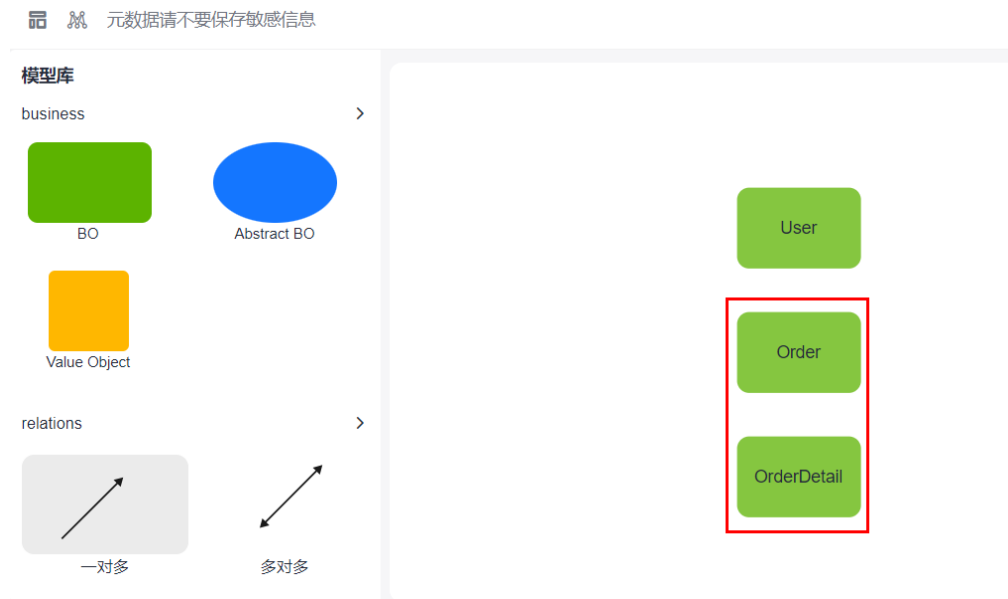 元数据请不要保存敏感信息
模型库
business
BO
Abstract BO
Value Object
relations
一对多
多对多
User
Order
OrderDetail